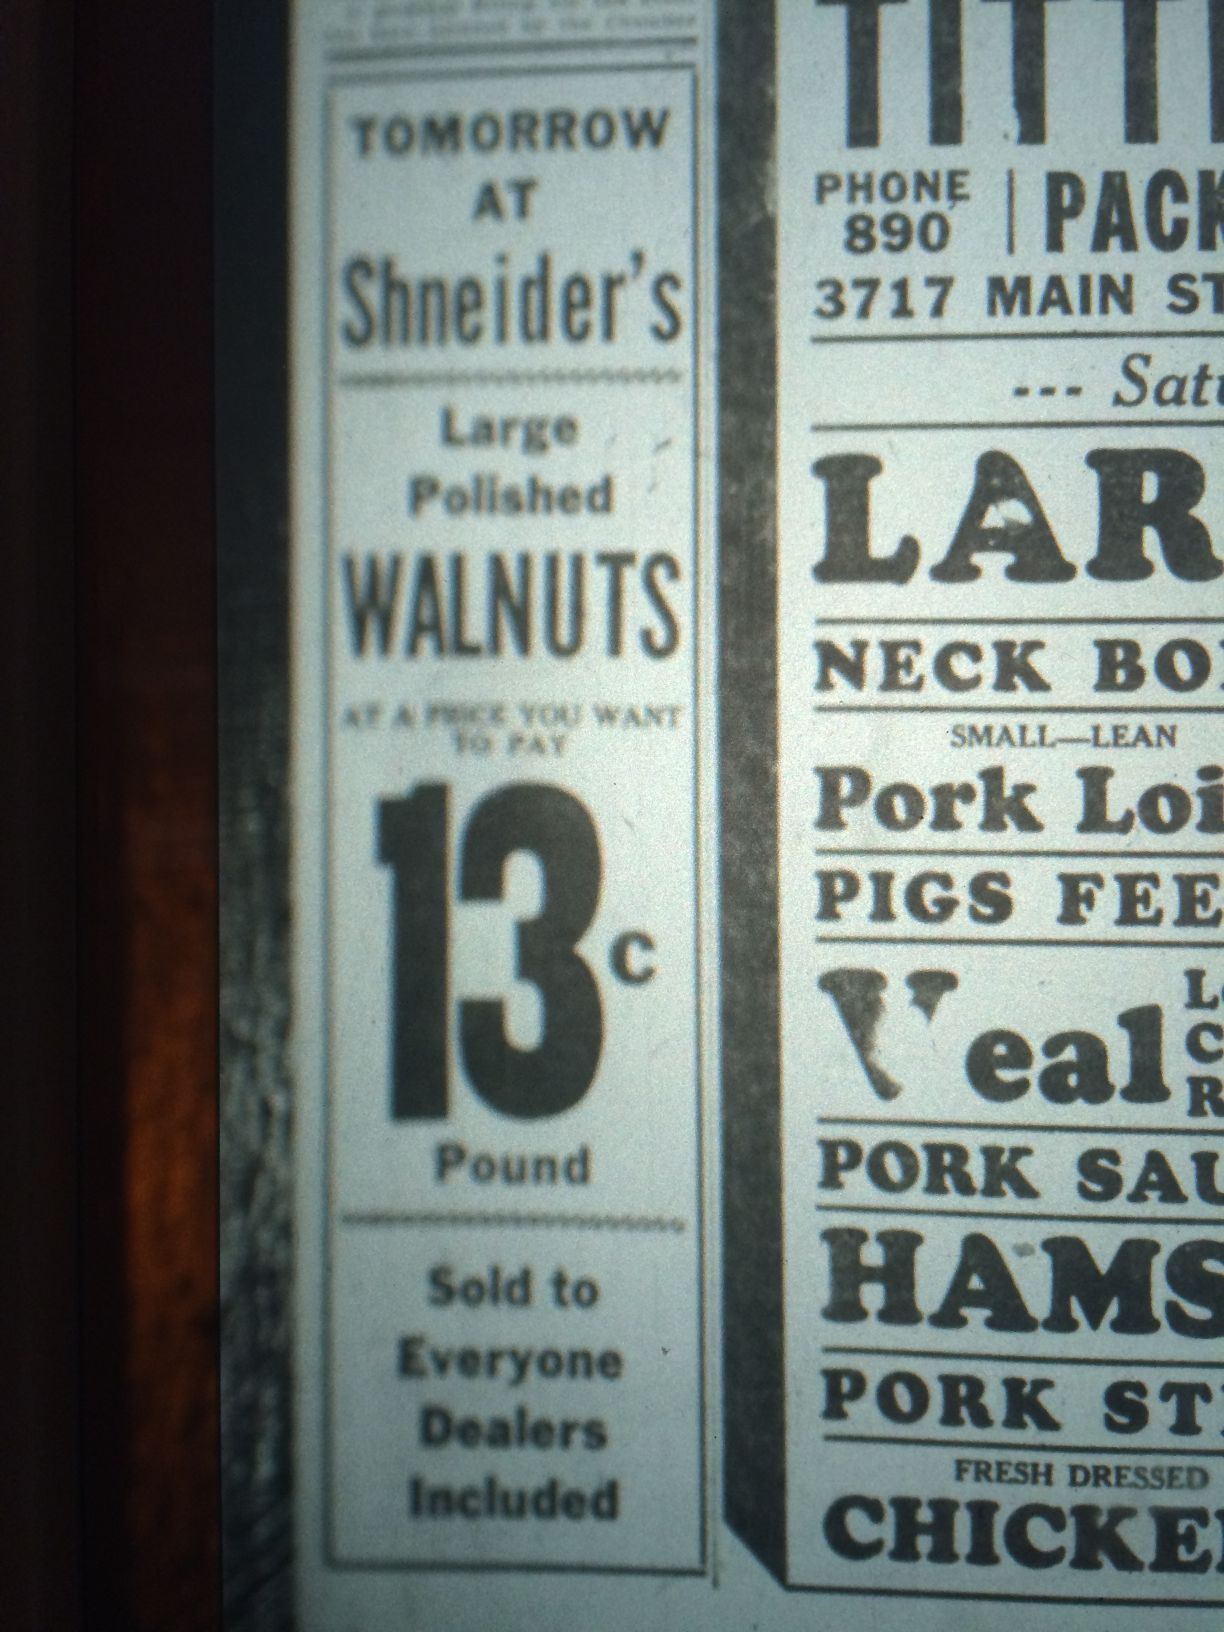 TOMORROW
AT
Shneider's
Large
Polished
WALNUTS
AT A PRICE YOU WANT
TO PAY
13c
Pound
Sold to
Everyone
Dealers
Included
TITT
PHONE
890
PACK
3717 MAIN ST
--- Satu
LAR
NECK BO
SMALL—LEAN
Pork Loi
PIGS FEE
Veal
L
C
R
PORK SAU
HAMS
PORK ST
FRESH DRESSED
CHICKE